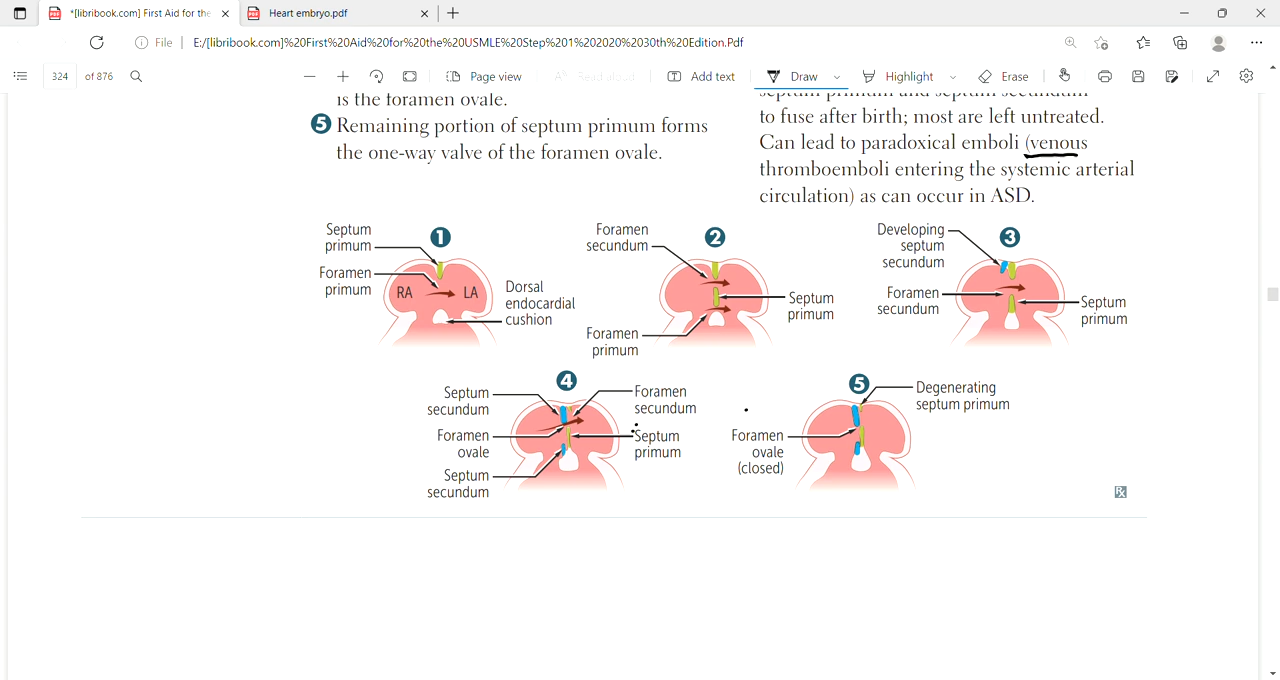 *[libribook.com] First Aid for the
Heart embryo.pdf
File
E:/[libribook.com]%20First%20Aid%20for%20the%20USMLE%20Step%201%202020%2030th%20Edition.Pdf
324 of 876
Page view
Read aloud
Add text
Draw
Highlight
Erase
is the foramen ovale.
5 Remaining portion of septum primum forms
the one-way valve of the foramen ovale.
septum primum and septum secundum
to fuse after birth; most are left untreated.
Can lead to paradoxical emboli (venous
thromboemboli entering the systemic arterial
circulation) as can occur in ASD.
1
Septum
primum
Foramen
primum
RA
LA
Dorsal
endocardial
cushion
2
Foramen
secundum
Septum
primum
Foramen
primum
3
Developing
septum
secundum
Foramen
secundum
Septum
primum
4
Septum
secundum
Foramen
ovale
Septum
secundum
Foramen
secundum
Septum
primum
5
Degenerating
septum primum
Foramen
ovale
(closed)
Rx